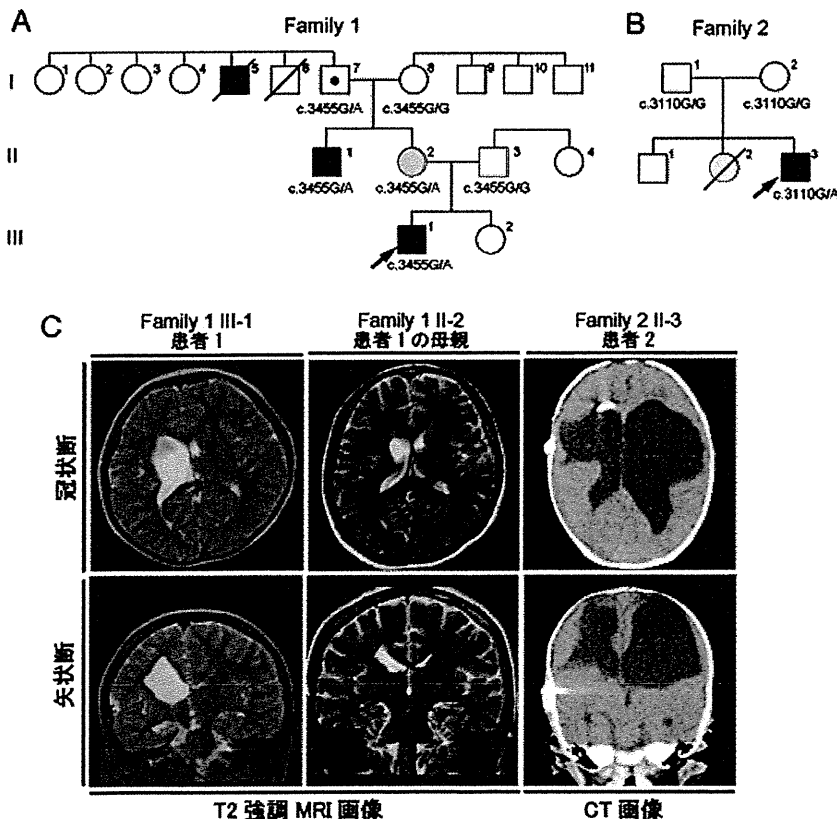 A
Family 1
B
Family 2
I
1
2
3
4
5
6
7
8
9
10
11
c.3455G/A
c.3455G/G
1
2
c.3110G/G
c.3110G/G
II
1
2
3
4
c.3455G/A
c.3455G/A
c.3455G/G
1
2
3
c.3110G/A
III
1
2
c.3455G/A
C
Family 1 III-1
患者 1
Family 1 II-2
患者 1 の母親
Family 2 II-3
患者 2
冠状断
矢状断
T2 強調 MRI 画像
CT 画像